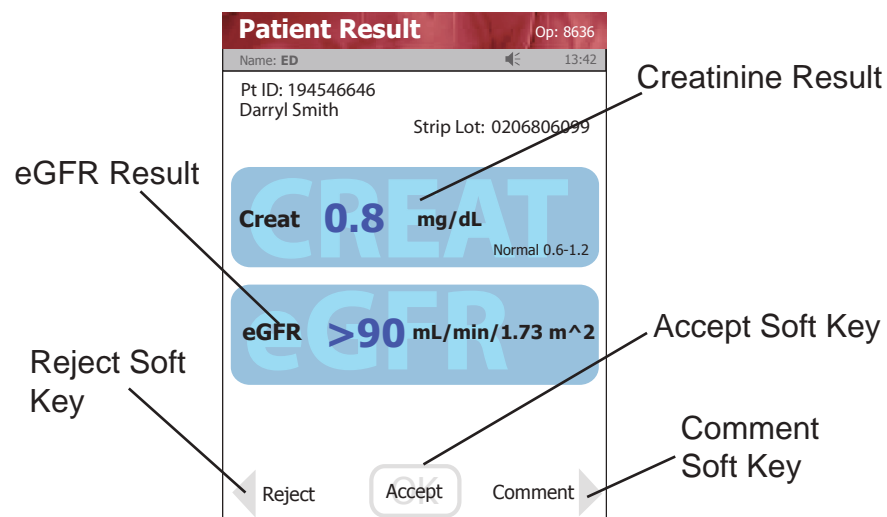 Patient Result Op: 8636
Name: ED 13:42
Pt ID: 194546646
Darryl Smith
Strip Lot: 0206806099
Creatinine Result
eGFR Result
CREAT
Creat 0.8 mg/dL
Normal 0.6-1.2
eGFR
eGFR >90 mL/min/1.73 m^2
Accept Soft Key
Reject Soft
Key
Comment
Soft Key
OK
Reject Accept Comment